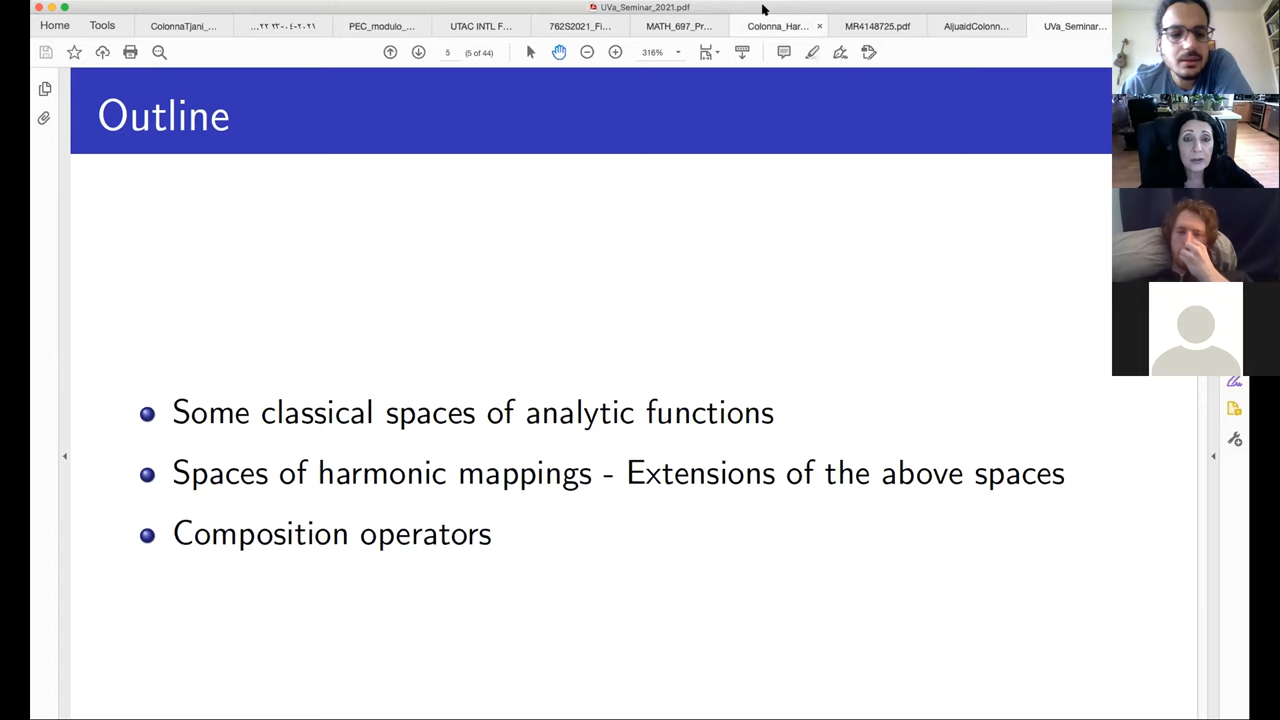 UVa_Seminar_2021.pdf
Home
Tools
ColonnaTjani_...
PEC_modulo_...
UTAC INTL F...
762S2021_Fi...
MATH_697_Pr...
Colonna_Har...
×
MR4148725.pdf
AljuaidColonn...
UVa_Seminar...
5
(5 of 44)
316%
Outline
Some classical spaces of analytic functions
Spaces of harmonic mappings - Extensions of the above spaces
Composition operators